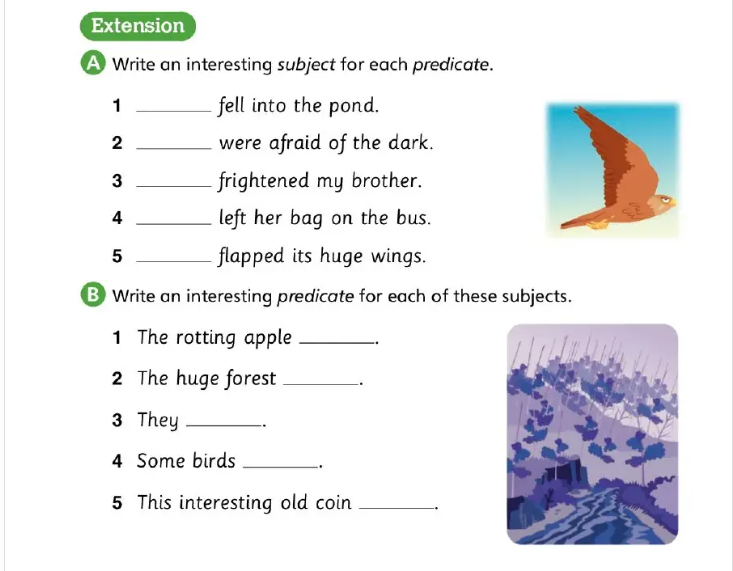 Extension
A Write an interesting subject for each predicate.
1 ________ fell into the pond.
2 ________ were afraid of the dark.
3 ________ frightened my brother.
4 ________ left her bag on the bus.
5 ________ flapped its huge wings.
B Write an interesting predicate for each of these subjects.
1 The rotting apple ________.
2 The huge forest ________.
3 They ________.
4 Some birds ________.
5 This interesting old coin ________.